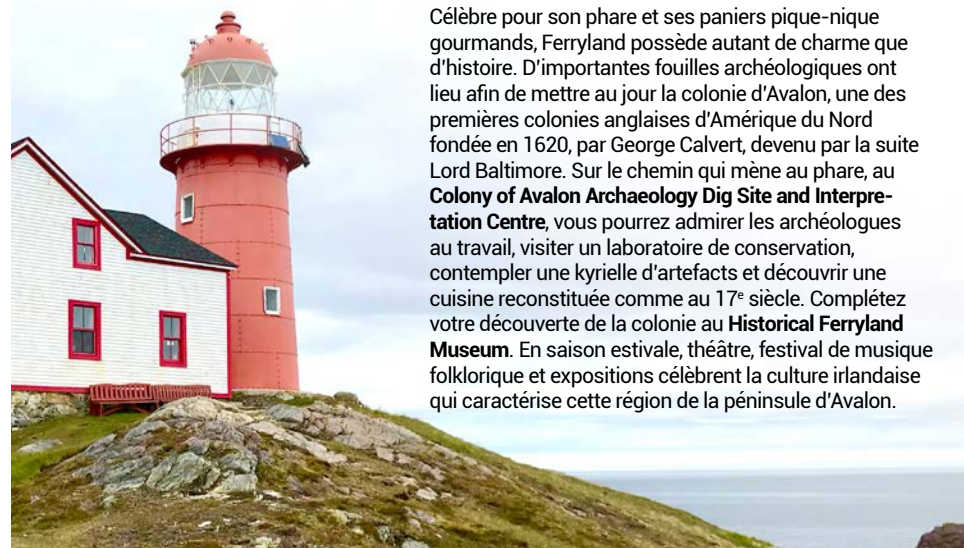 Célèbre pour son phare et ses paniers pique-nique
gourmands, Ferryland possède autant de charme que
d'histoire. D'importantes fouilles archéologiques ont
lieu afin de mettre au jour la colonie d'Avalon, une des
premières colonies anglaises d'Amérique du Nord
fondée en 1620, par George Calvert, devenu par la suite
Lord Baltimore. Sur le chemin qui mène au phare, au
Colony of Avalon Archaeology Dig Site and Interpre-
tation Centre, vous pourrez admirer les archéologues
au travail, visiter un laboratoire de conservation,
contempler une kyrielle d'artefacts et découvrir une
cuisine reconstituée comme au 17e siècle. Complétez
votre découverte de la colonie au Historical Ferryland
Museum. En saison estivale, théâtre, festival de musique
folklorique et expositions célèbrent la culture irlandaise
qui caractérise cette région de la péninsule d'Avalon.